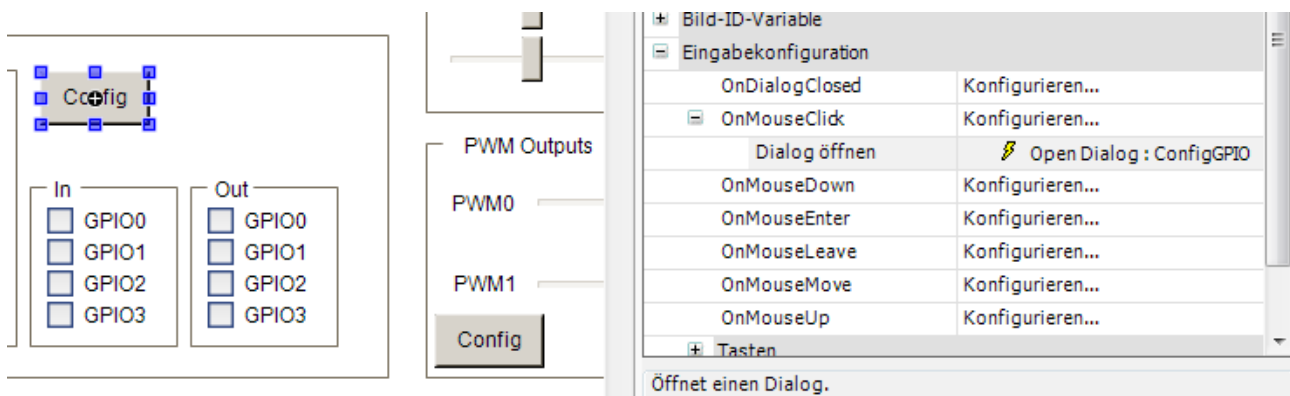 Config
In
GPIO0
GPIO1
GPIO2
GPIO3
Out
GPIO0
GPIO1
GPIO2
GPIO3
PWM Outputs
PWM0
PWM1
Config
Bild-ID-Variable
Eingabekonfiguration
OnDialogClosed Konfigurieren...
OnMouseClick Konfigurieren...
Dialog öffnen Open Dialog : ConfigGPIO
OnMouseDown Konfigurieren...
OnMouseEnter Konfigurieren...
OnMouseLeave Konfigurieren...
OnMouseMove Konfigurieren...
OnMouseUp Konfigurieren...
Tasten
Öffnet einen Dialog.